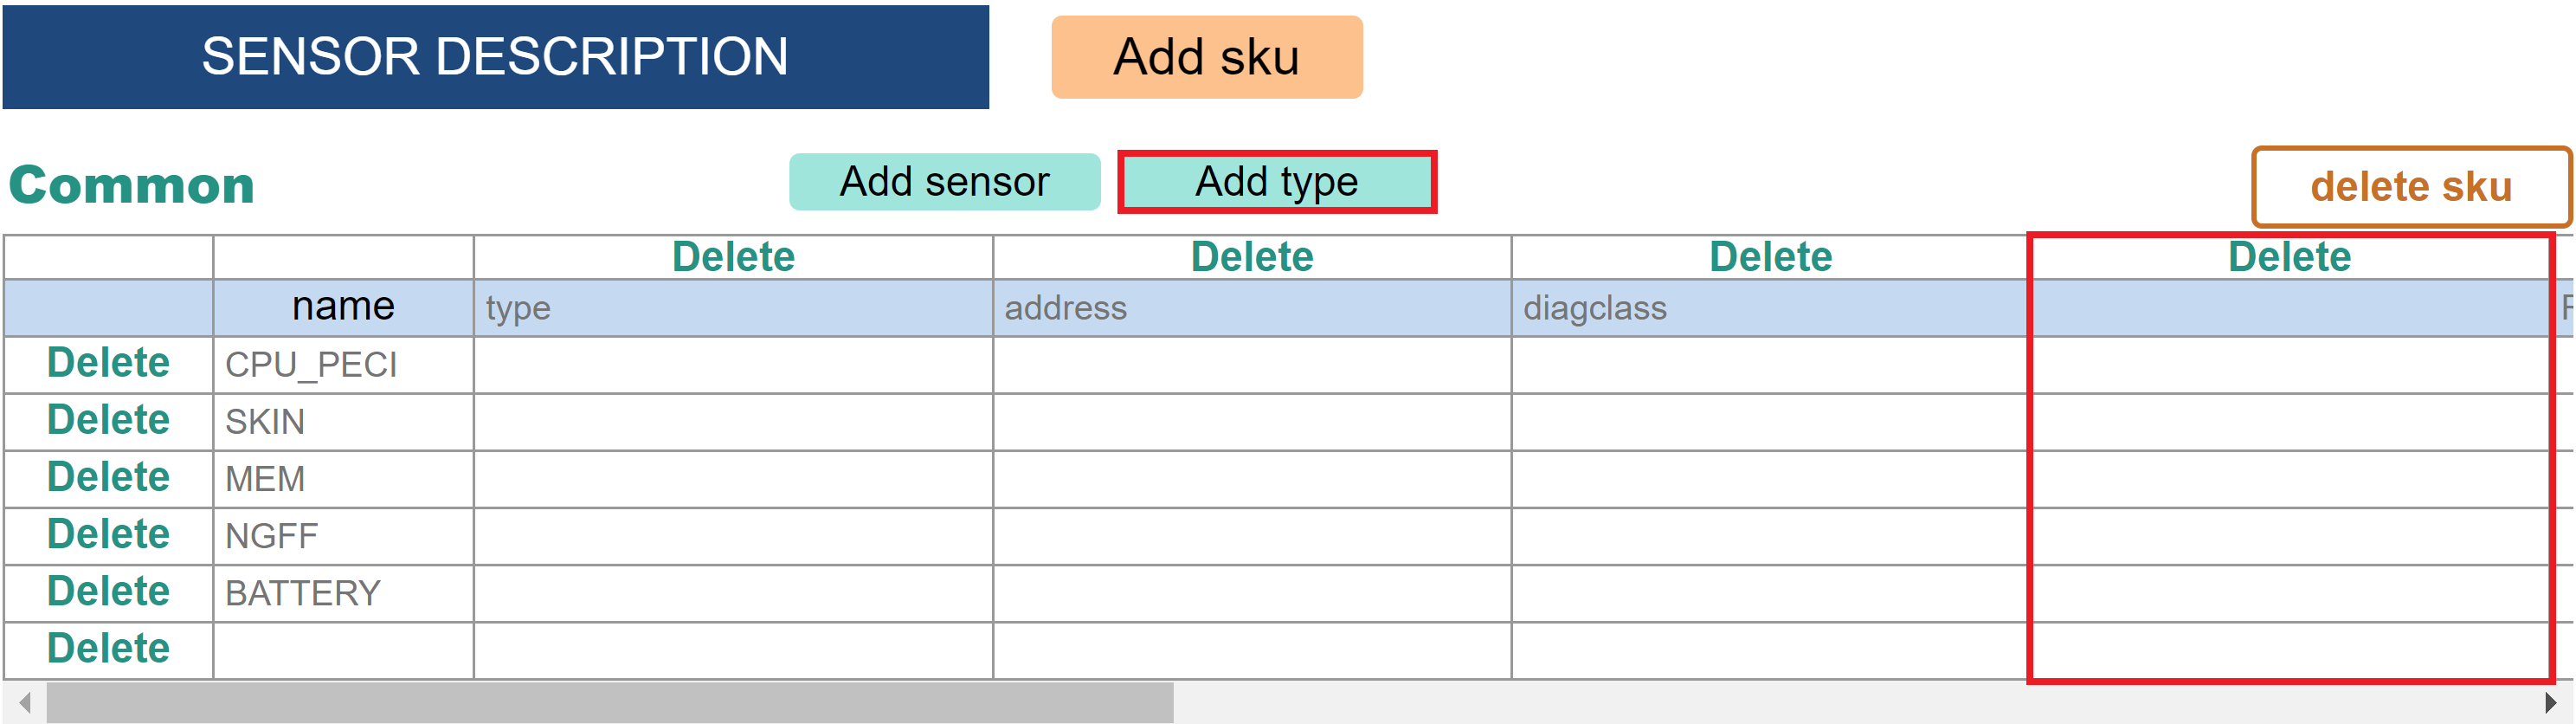 SENSOR DESCRIPTION Add sku
Common Add sensor Add type delete sku
Delete Delete Delete Delete
name type address diagclass
Delete CPU_PECI
Delete SKIN
Delete MEM
Delete NGFF
Delete BATTERY
Delete